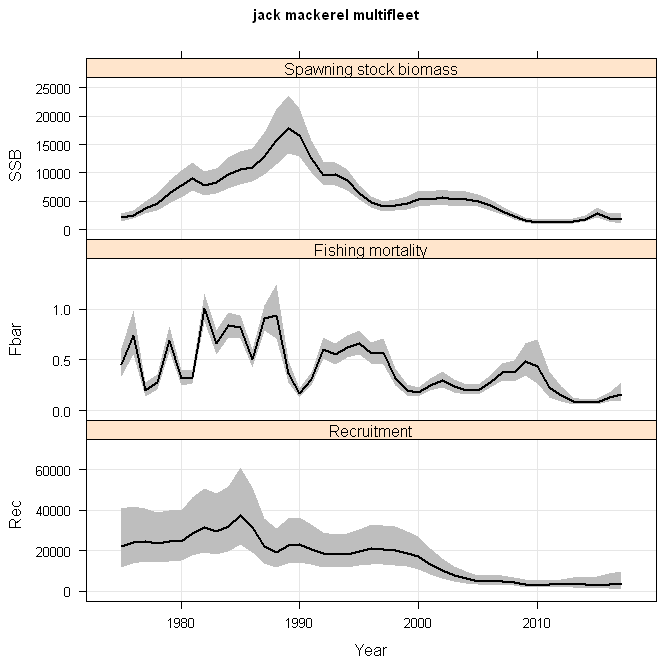 jack mackerel multifleet
Spawning stock biomass
25000
20000
15000
10000
5000
0
SSB
Fishing mortality
1.0
0.5
0.0
Fbar
Recruitment
60000
40000
20000
0
Rec
1980 1990 2000 2010
Year